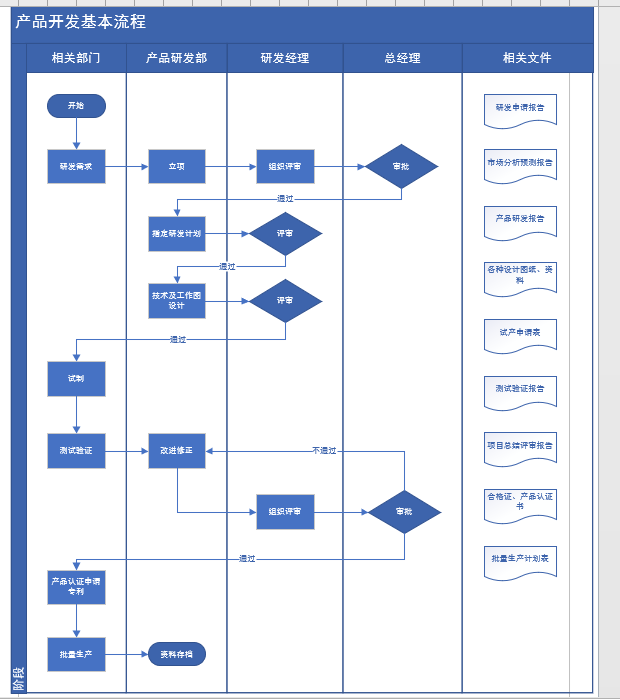 产品开发基本流程
相关部门
产品研发部
研发经理
总经理
相关文件
开始
研发申请报告
研发需求
立项
组织评审
审批
市场分析预测报告
通过
指定研发计划
评审
产品研发报告
通过
技术及工作图
设计
评审
各种设计图纸、资
料
通过
试产申请表
试制
测试验证报告
测试验证
改进修正
不通过
项目总结评审报告
组织评审
审批
合格证、产品认证
书
通过
产品认证申请
专利
批量生产计划表
批量生产
资料存档
阶段